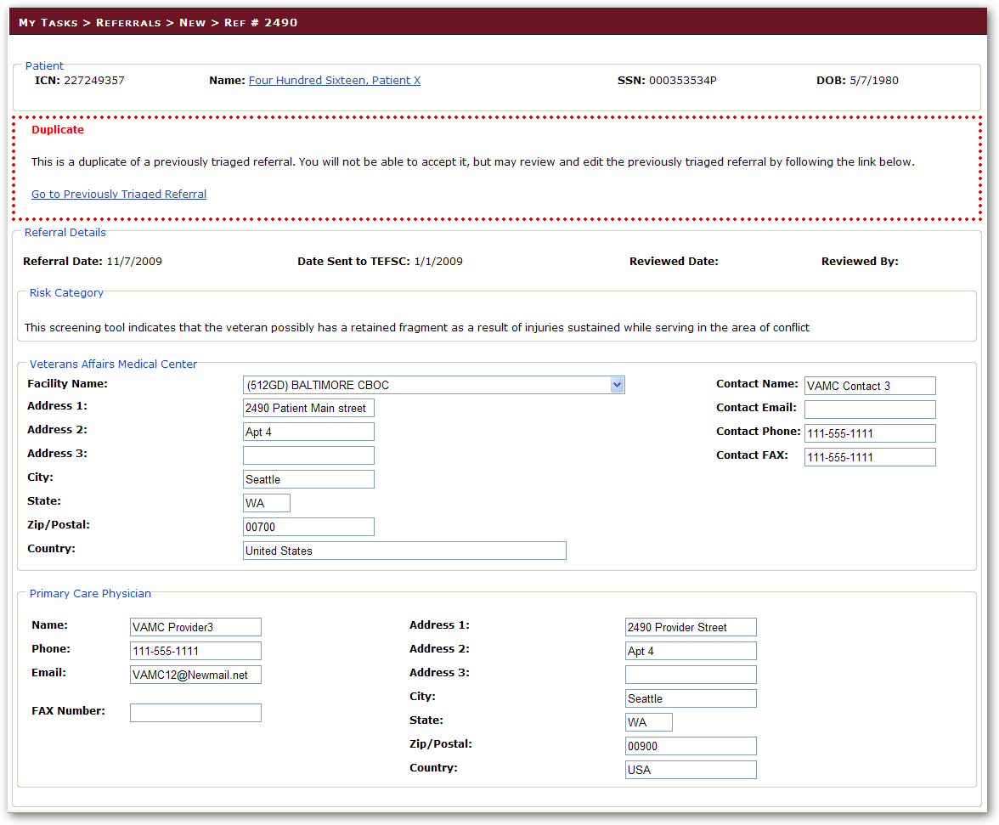 My Tasks > Referrals > New > Ref # 2490
Patient
ICN: 227249357 Name: Four Hundred Sixteen, Patient X SSN: 000353534P DOB: 5/7/1980
Duplicate
This is a duplicate of a previously triaged referral. You will not be able to accept it, but may review and edit the previously triaged referral by following the link below.
Go to Previously Triaged Referral
Referral Details
Referral Date: 11/7/2009 Date Sent to TEFSC: 1/1/2009 Reviewed Date: Reviewed By:
Risk Category
This screening tool indicates that the veteran possibly has a retained fragment as a result of injuries sustained while serving in the area of conflict
Veterans Affairs Medical Center
Facility Name: (512GD) BALTIMORE CBOC Contact Name: VAMC Contact 3
Address 1: 2490 Patient Main street Contact Email:
Address 2: Apt 4 Contact Phone: 111-555-1111
Address 3: Contact FAX: 111-555-1111
City: Seattle
State: WA
Zip/Postal: 00700
Country: United States
Primary Care Physician
Name: VAMC Provider3 Address 1: 2490 Provider Street
Phone: 111-555-1111 Address 2: Apt 4
Email: VAMC12@Newmail.net Address 3:
City: Seattle
FAX Number:
State: WA
Zip/Postal: 00900
Country: USA